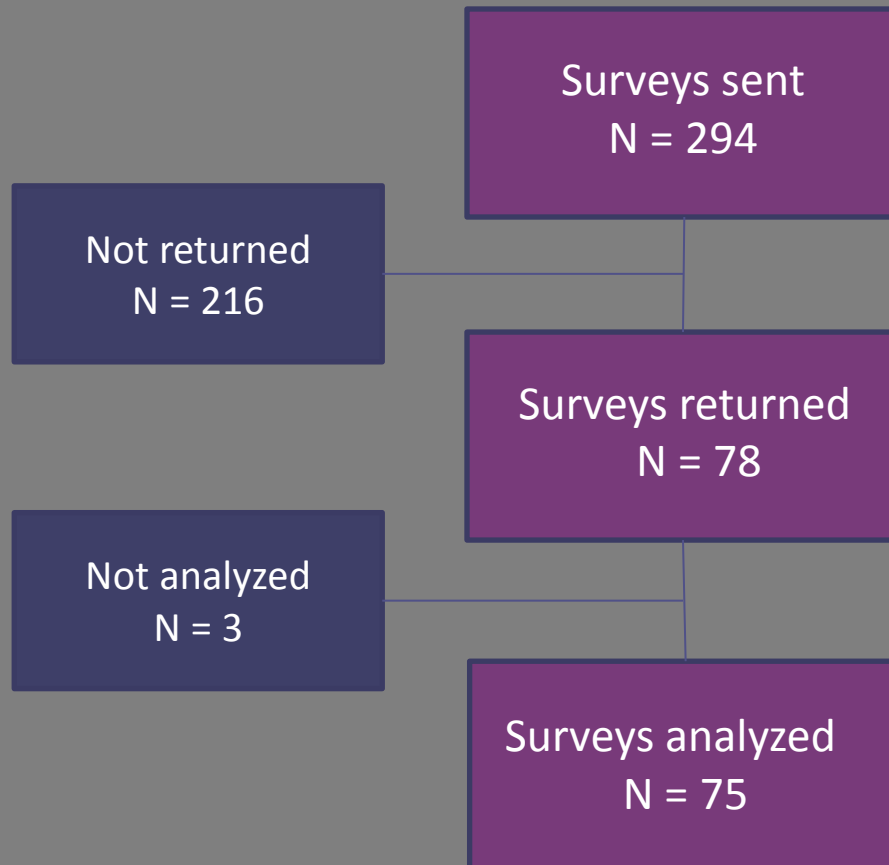 Surveys sent
N = 294
Not returned
N = 216
Surveys returned
N = 78
Not analyzed
N = 3
Surveys analyzed
N = 75